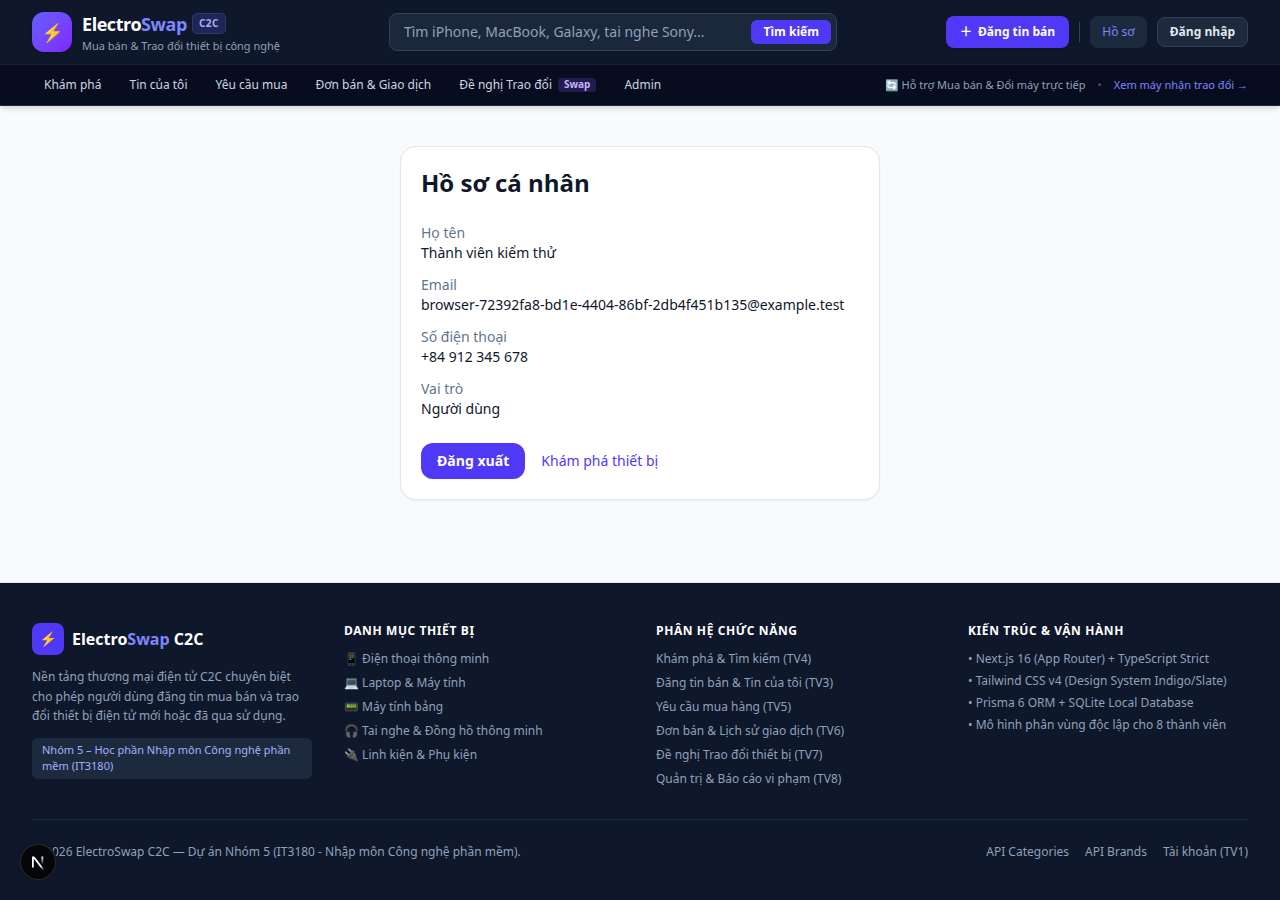 ElectroSwap C2C
Mua bán & Trao đổi thiết bị công nghệ
Tìm iPhone, MacBook, Galaxy, tai nghe Sony...
Tìm kiếm
+ Đăng tin bán
Hồ sơ
Đăng nhập
Khám phá
Tin của tôi
Yêu cầu mua
Đơn bán & Giao dịch
Đề nghị Trao đổi Swap
Admin
🔄 Hỗ trợ Mua bán & Đổi máy trực tiếp
•
Xem máy nhận trao đổi →
Hồ sơ cá nhân
Họ tên
Thành viên kiểm thử
Email
browser-72392fa8-bd1e-4404-86bf-2db4f451b135@example.test
Số điện thoại
+84 912 345 678
Vai trò
Người dùng
Đăng xuất
Khám phá thiết bị
ElectroSwap C2C
Nền tảng thương mại điện tử C2C chuyên biệt
cho phép người dùng đăng tin mua bán và trao
đổi thiết bị điện tử mới hoặc đã qua sử dụng.
Nhóm 5 – Học phần Nhập môn Công nghệ phần
mềm (IT3180)
DANH MỤC THIẾT BỊ
📱 Điện thoại thông minh
💻 Laptop & Máy tính
📟 Máy tính bảng
🎧 Tai nghe & Đồng hồ thông minh
🔌 Linh kiện & Phụ kiện
PHÂN HỆ CHỨC NĂNG
Khám phá & Tìm kiếm (TV4)
Đăng tin bán & Tin của tôi (TV3)
Yêu cầu mua hàng (TV5)
Đơn bán & Lịch sử giao dịch (TV6)
Đề nghị Trao đổi thiết bị (TV7)
Quản trị & Báo cáo vi phạm (TV8)
KIẾN TRÚC & VẬN HÀNH
• Next.js 16 (App Router) + TypeScript Strict
• Tailwind CSS v4 (Design System Indigo/Slate)
• Prisma 6 ORM + SQLite Local Database
• Mô hình phân vùng độc lập cho 8 thành viên
026 ElectroSwap C2C — Dự án Nhóm 5 (IT3180 - Nhập môn Công nghệ phần mềm).
API Categories
API Brands
Tài khoản (TV1)
N